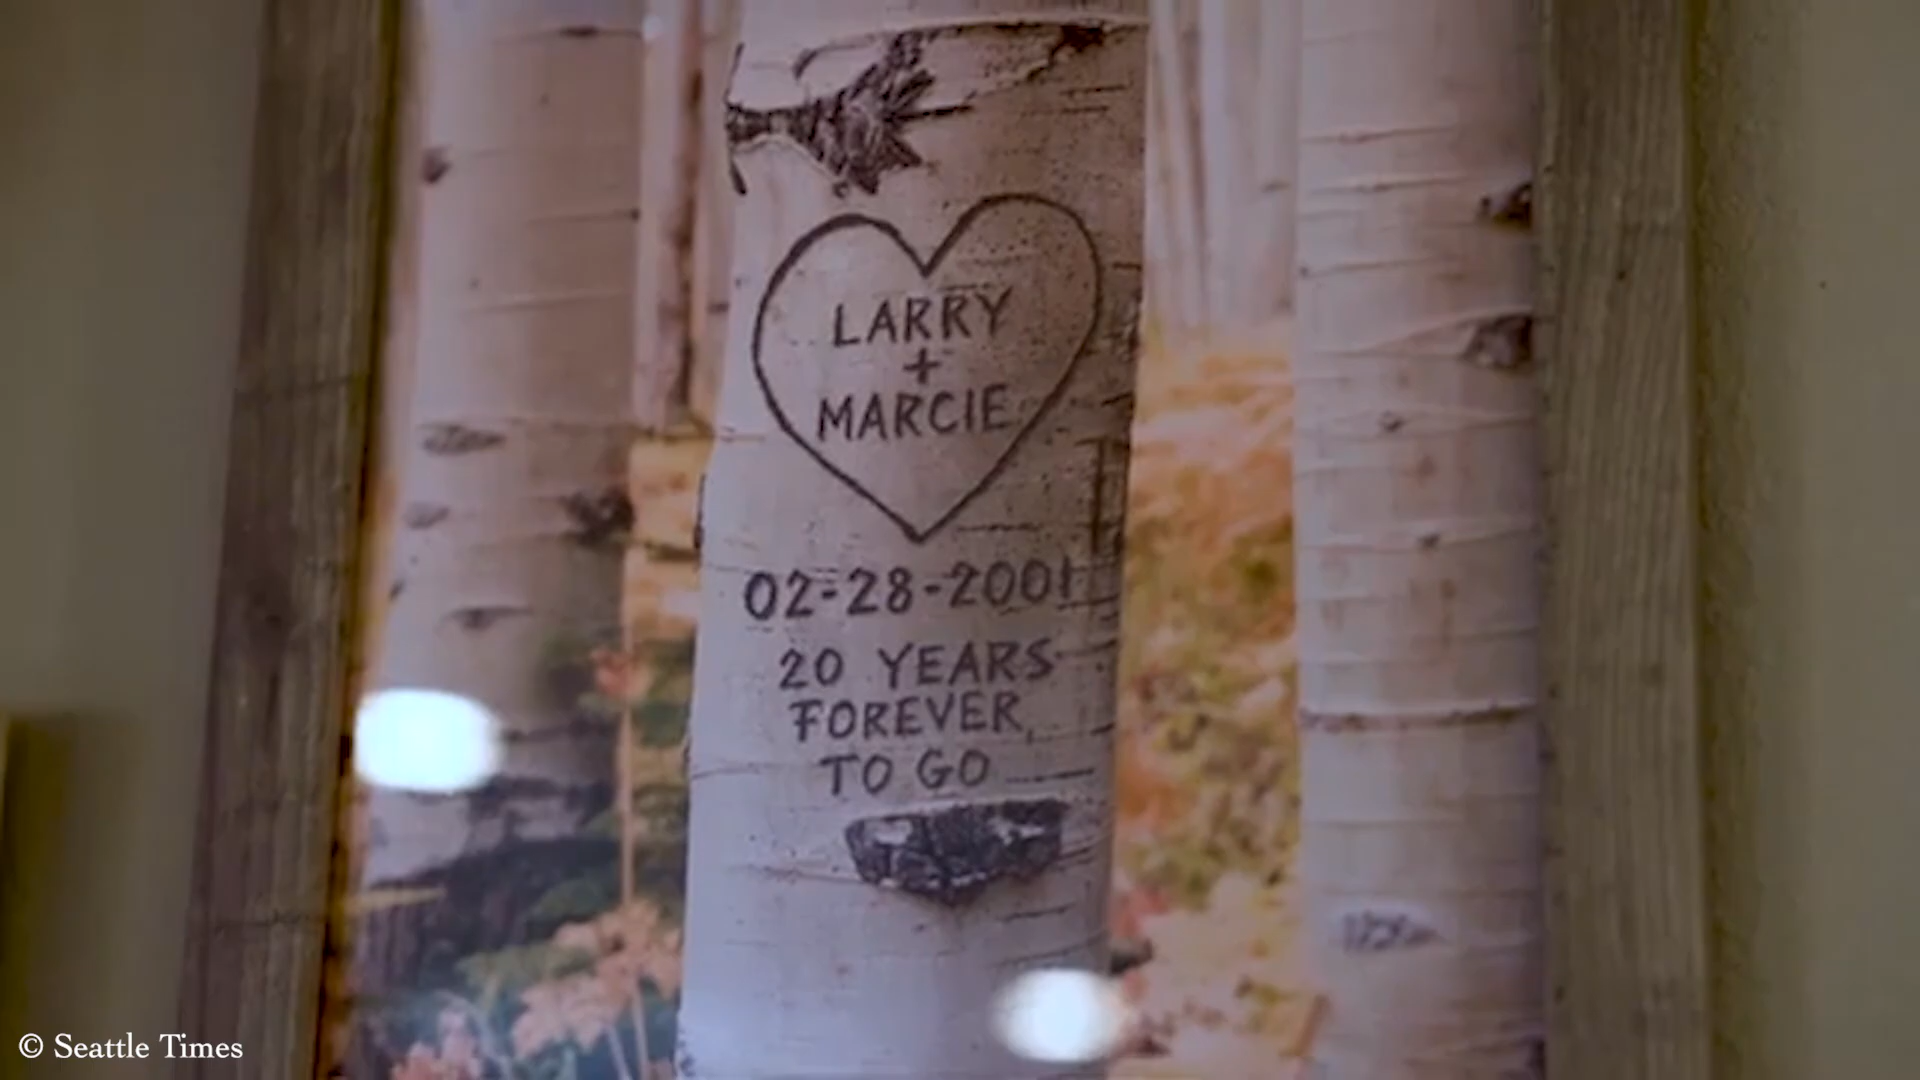 LARRY
+
MARCIE
02-28-2001
20 YEARS
FOREVER
TO GO
© Seattle Times